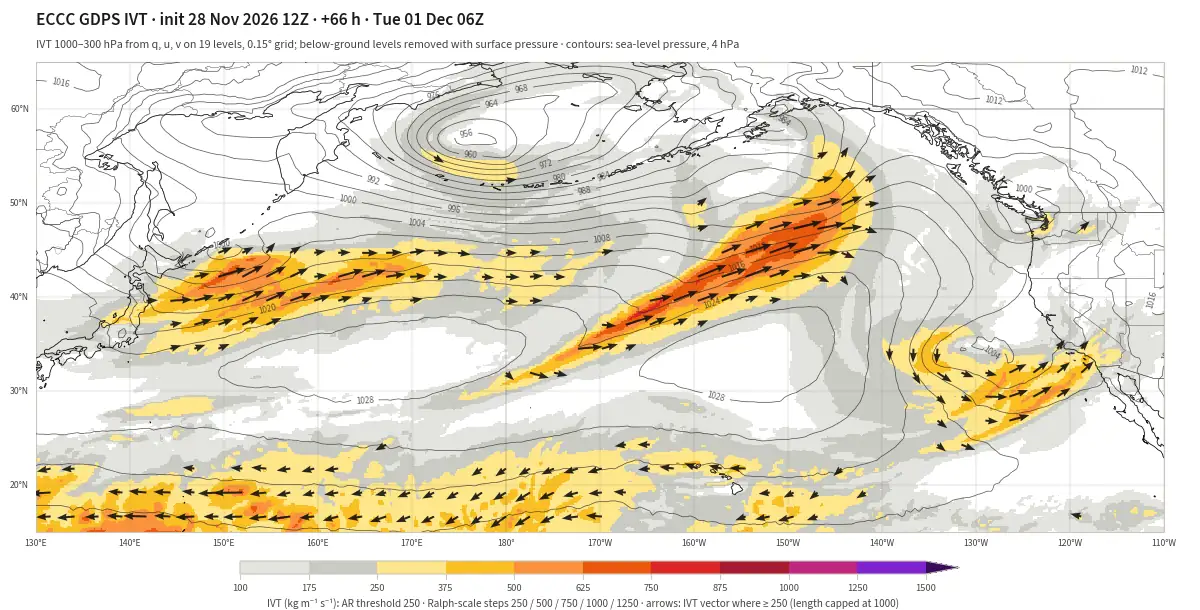 ECCC GDPS IVT · init 28 Nov 2026 12Z · +66 h · Tue 01 Dec 06Z
IVT 1000–300 hPa from q, u, v on 19 levels, 0.15° grid; below-ground levels removed with surface pressure · contours: sea-level pressure, 4 hPa
1016
976
968
964
1012
1012
60°N
956
984
960
972
980
984
988
992
1000
996
1000
50°N
1004
1008
1000
1016
1016
40°N
1020
1024
1016
1004
30°N
1028
1028
20°N
130°E 140°E 150°E 160°E 170°E 180° 170°W 160°W 150°W 140°W 130°W 120°W 110°W
100 175 250 375 500 625 750 875 1000 1250 1500
IVT (kg m⁻¹ s⁻¹): AR threshold 250 · Ralph-scale steps 250 / 500 / 750 / 1000 / 1250 · arrows: IVT vector where ≥ 250 (length capped at 1000)